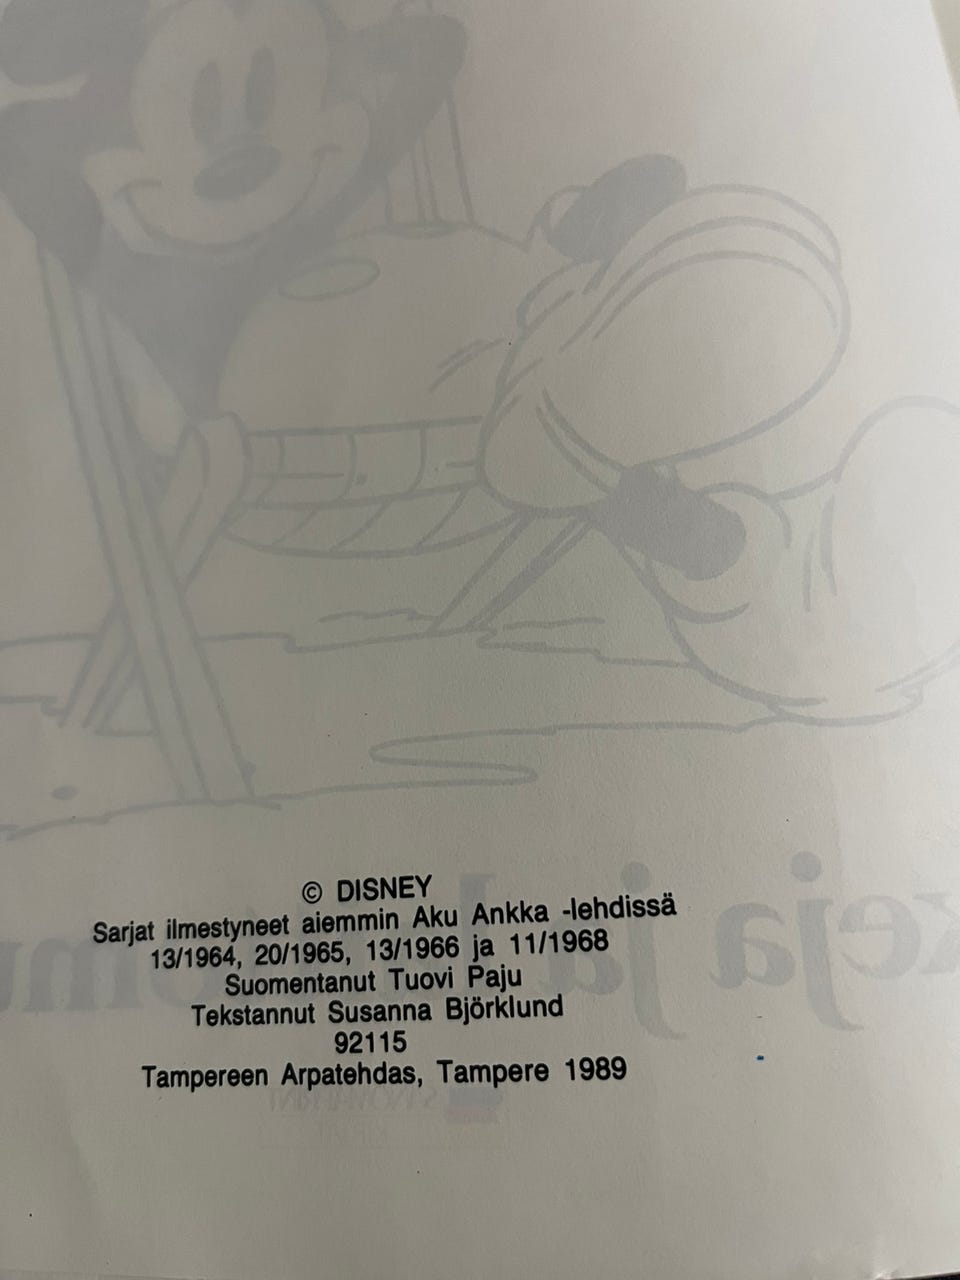 © DISNEY
Sarjat ilmestyneet aiemmin Aku Ankka -lehdissä
13/1964, 20/1965, 13/1966 ja 11/1968
Suomentanut Tuovi Paju
Tekstannut Susanna Björklund
92115
Tampereen Arpatehdas, Tampere 1989